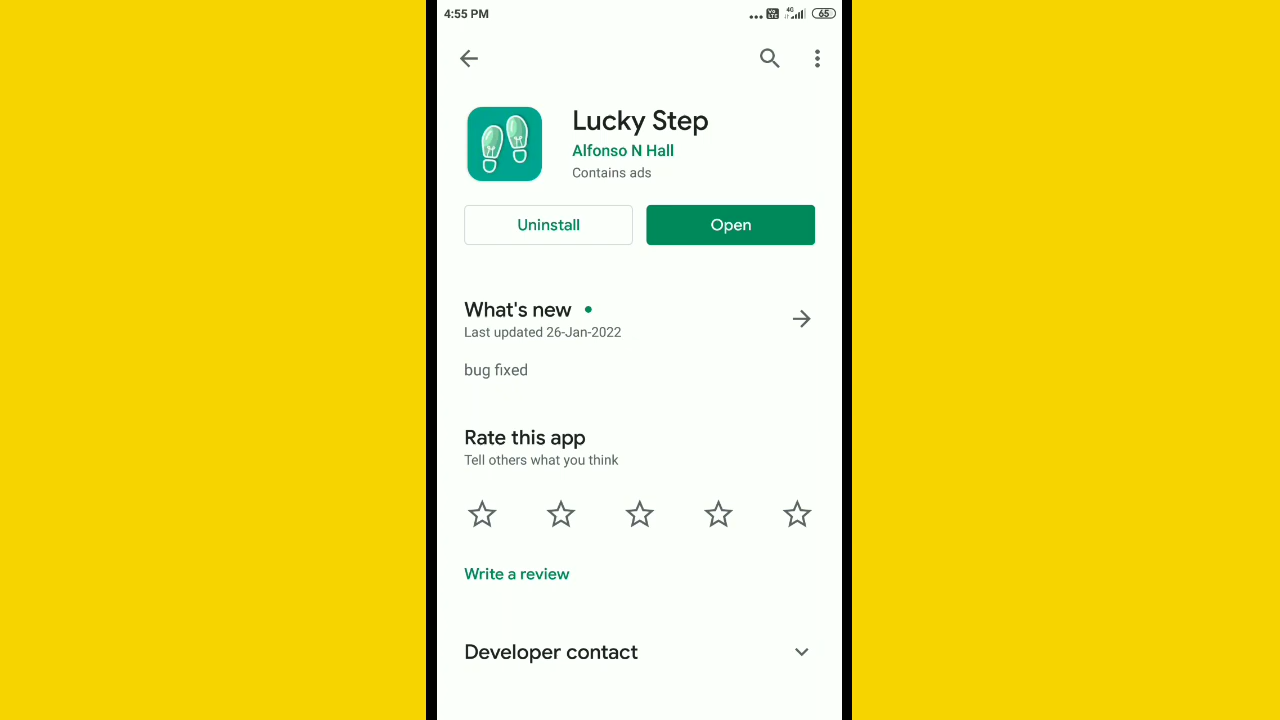 4:55 PM
4G
65
Lucky Step
Alfonso N Hall
Contains ads
Uninstall
Open
What's new
Last updated 26-Jan-2022
bug fixed
Rate this app
Tell others what you think
Write a review
Developer contact